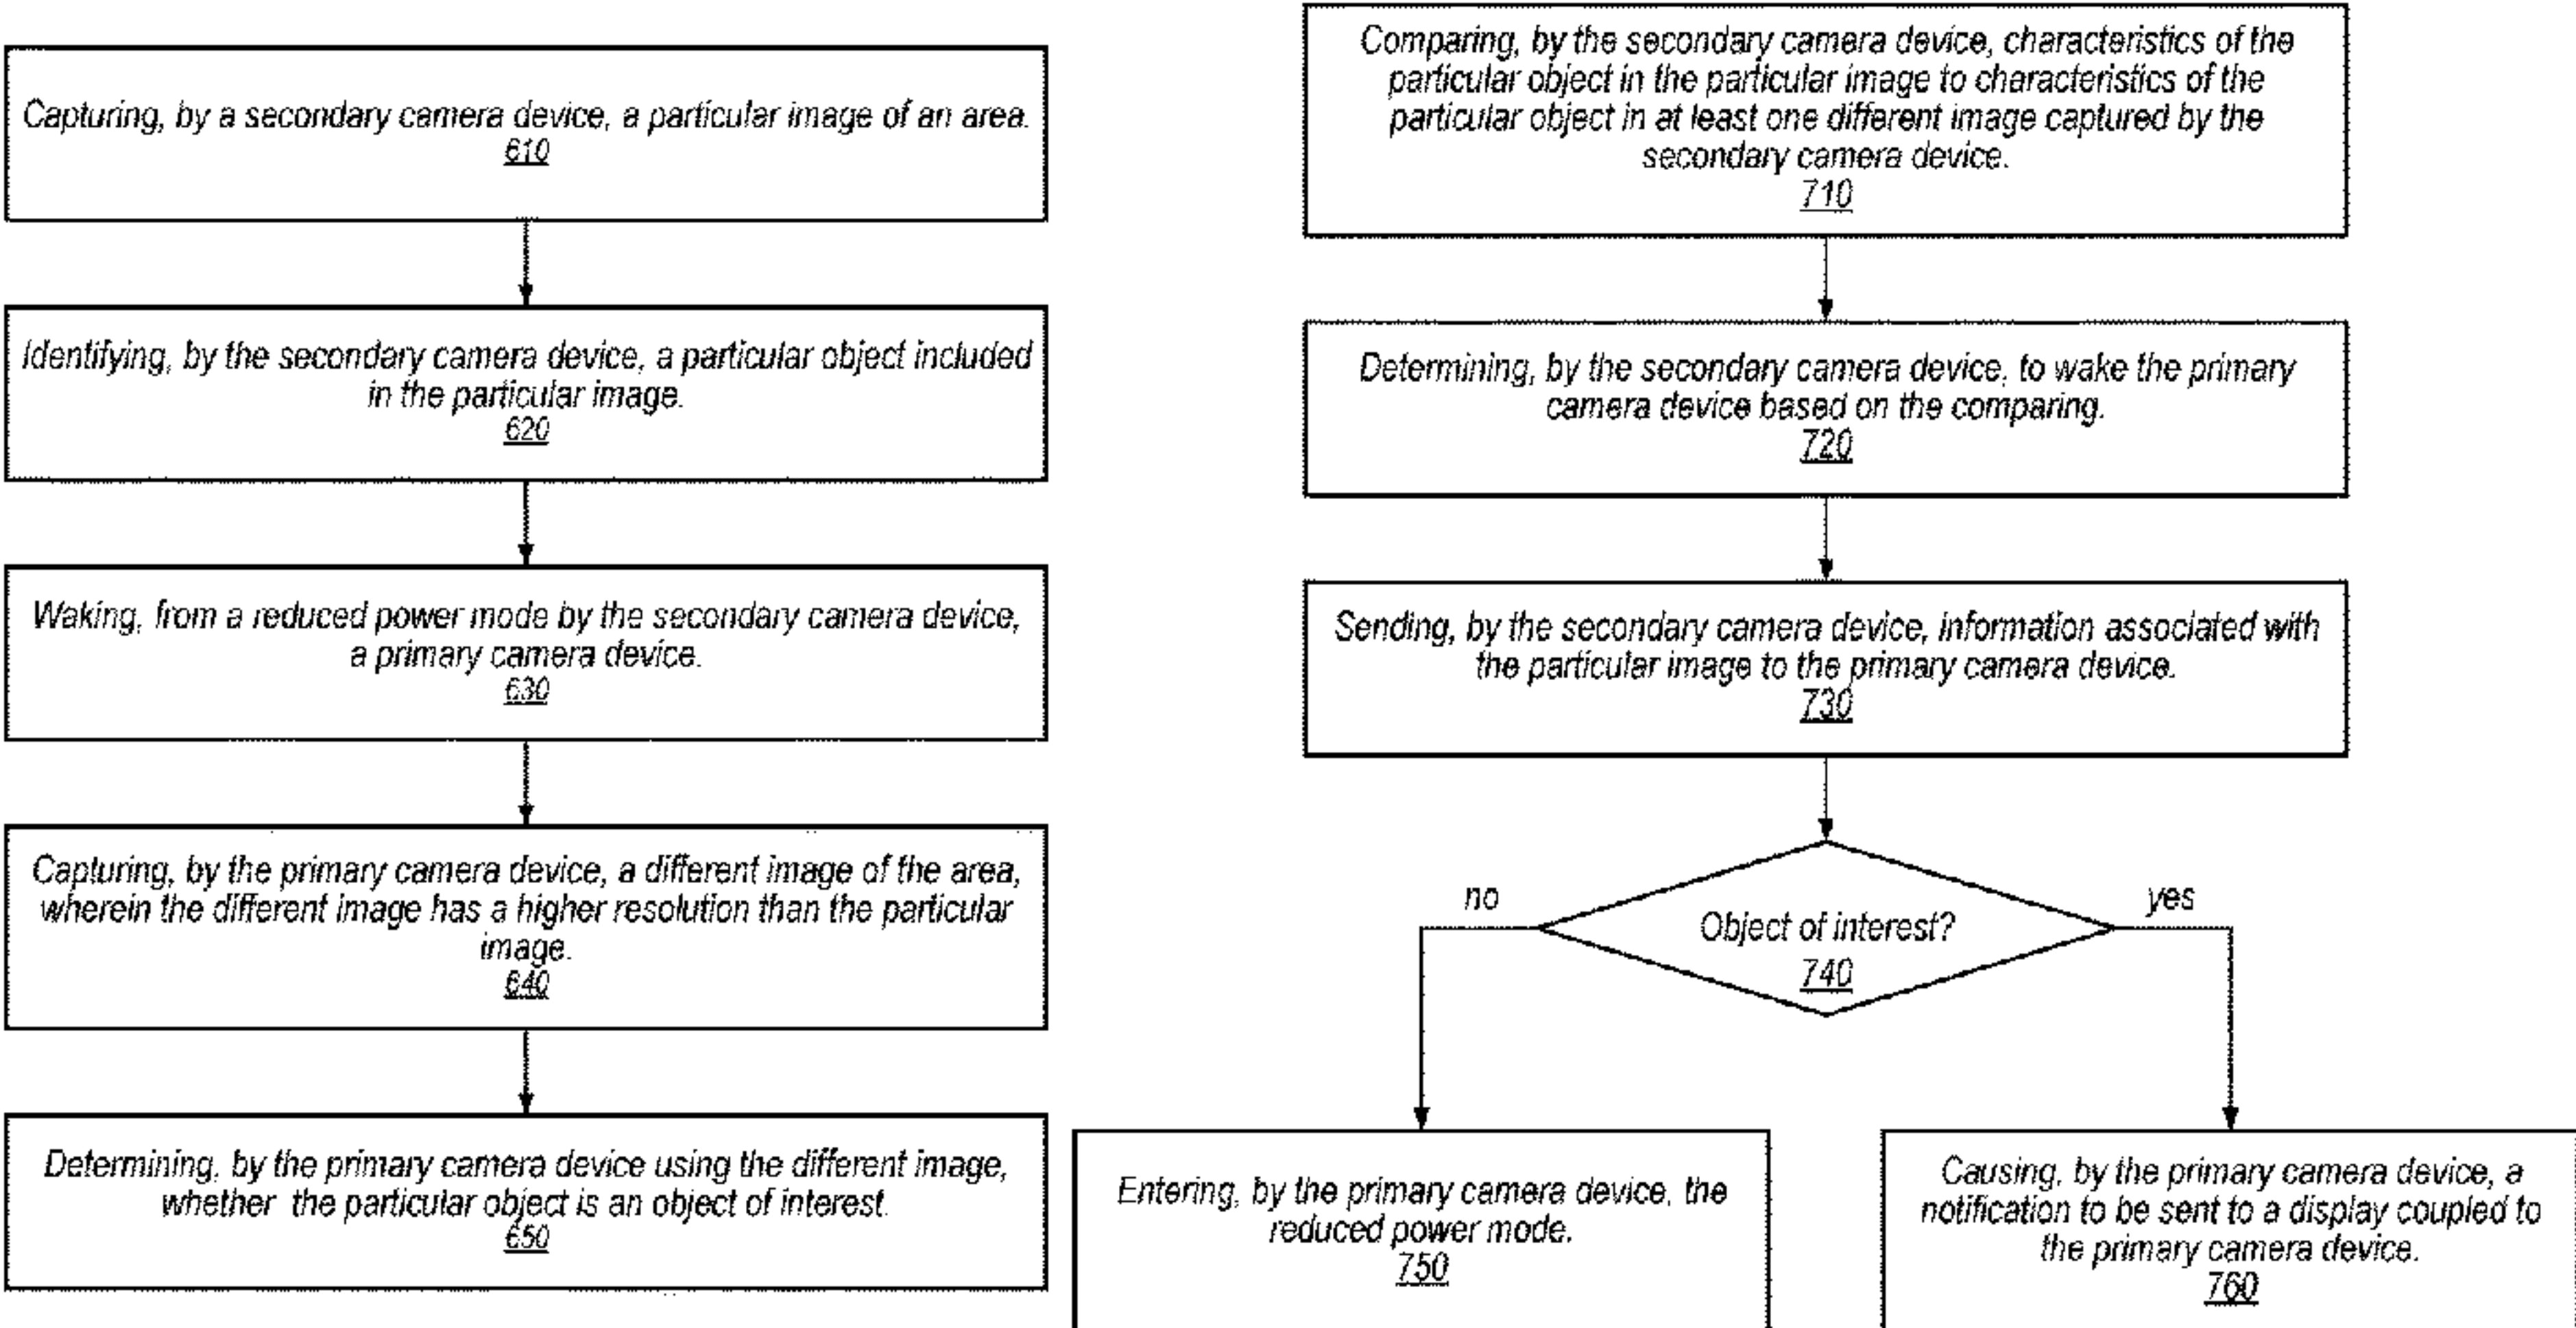 Capturing, by a secondary camera device, a particular image of an area.
610
Identifying, by the secondary camera device, a particular object included
in the particular image.
620
Waking, from a reduced power mode by the secondary camera device,
a primary camera device.
630
Capturing, by the primary camera device, a different image of the area,
wherein the different image has a higher resolution than the particular
image.
640
Determining, by the primary camera device using the different image,
whether the particular object is an object of interest.
650
Comparing, by the secondary camera device, characteristics of the
particular object in the particular image to characteristics of the
particular object in at least one different image captured by the
secondary camera device.
710
Determining, by the secondary camera device, to wake the primary
camera device based on the comparing.
720
Sending, by the secondary camera device, information associated with
the particular image to the primary camera device.
730
no
yes
Object of interest?
740
Entering, by the primary camera device, the
reduced power mode.
750
Causing, by the primary camera device, a
notification to be sent to a display coupled to
the primary camera device.
760